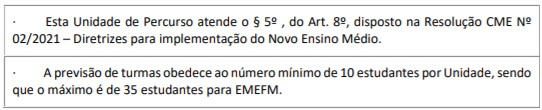 · Esta Unidade de Percurso atende o § 5º , do Art. 8º, disposto na Resolução CME Nº
02/2021 – Diretrizes para implementação do Novo Ensino Médio.
· A previsão de turmas obedece ao número mínimo de 10 estudantes por Unidade, sendo
que o máximo é de 35 estudantes para EMEFM.